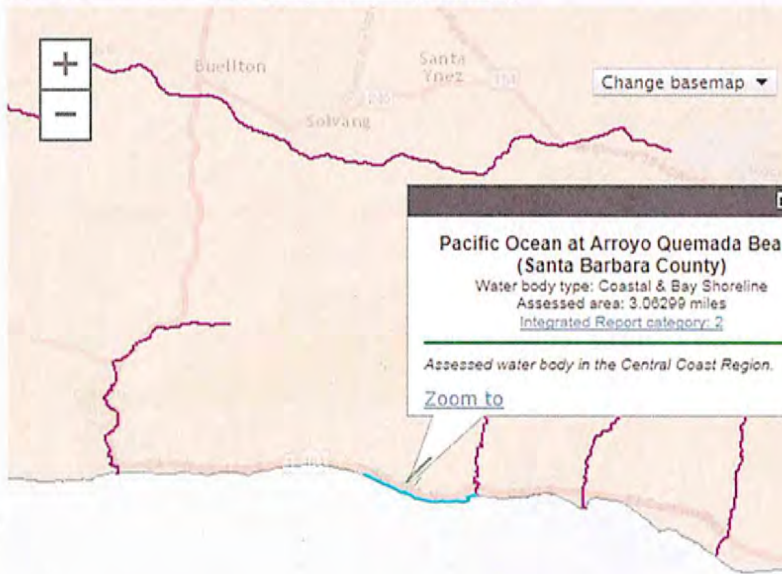 +
−
Buellton
Santa
Ynez
Solvang
246
154
Change basemap
Pacific Ocean at Arroyo Quemada Bea
(Santa Barbara County)
Water body type: Coastal & Bay Shoreline
Assessed area: 3.06299 miles
Integrated Report category: 2
Assessed water body in the Central Coast Region.
Zoom to